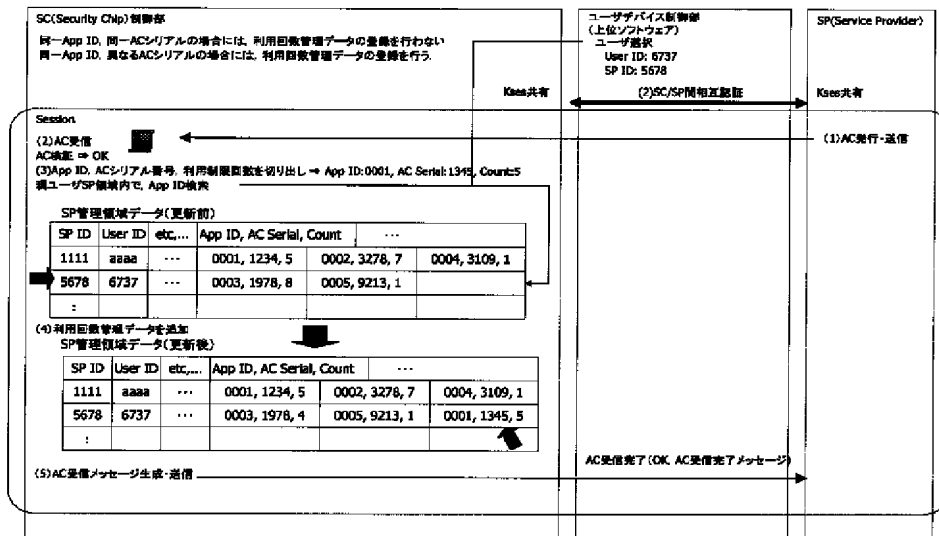 SC(Security Chip)制御部
同一App ID, 同一ACシリアルの場合には, 利用回数管理データの登録を行わない
同一App ID, 異なるACシリアルの場合には, 利用回数管理データの登録を行う.
ユーザデバイス制御部
(上位ソフトウェア)
ユーザ選択
User ID: 6737
SP ID: 5678
SP(Service Provider)
Kses共有
(2)SC/SP間相互認証
Kses共有
Session
(2)AC受信
(1)AC発行・送信
AC検証 ⇒ OK
(3)App ID, ACシリアル番号, 利用制限回数を切り出し ⇒ App ID:0001, AC Serial:1345, Count:5
現ユーザSP領域内で, App ID検索
SP管理領域データ(更新前)
SP ID User ID etc,... App ID, AC Serial, Count ...
1111 aaaa ... 0001, 1234, 5 0002, 3278, 7 0004, 3109, 1
5678 6737 ... 0003, 1978, 8 0005, 9213, 1
:
(4)利用回数管理データを追加
SP管理領域データ(更新後)
SP ID User ID etc,... App ID, AC Serial, Count ...
1111 aaaa ... 0001, 1234, 5 0002, 3278, 7 0004, 3109, 1
5678 6737 ... 0003, 1978, 4 0005, 9213, 1 0001, 1345, 5
:
AC受信完了(OK, AC受信完了メッセージ)
(5)AC受信メッセージ生成・送信